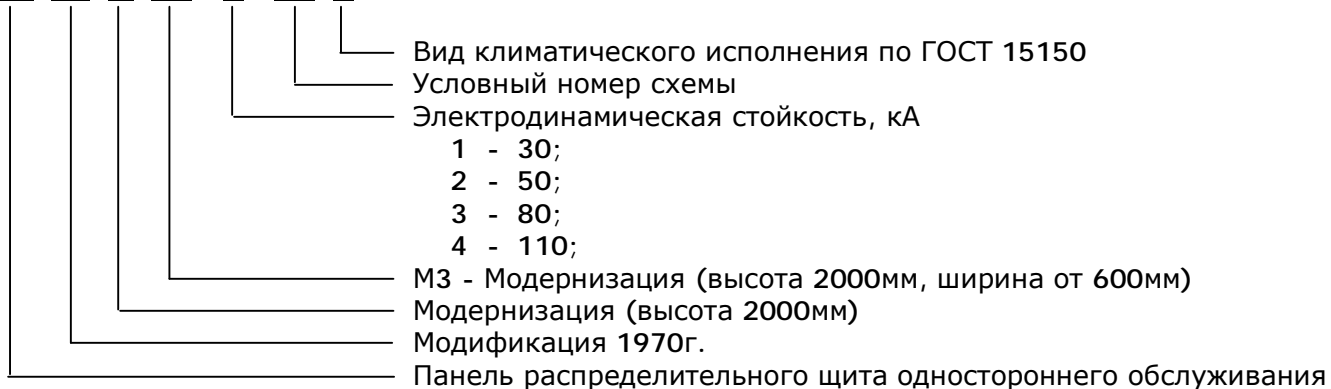 Вид климатического исполнения по ГОСТ 15150
Условный номер схемы
Электродинамическая стойкость, кА
1 - 30;
2 - 50;
3 - 80;
4 - 110;
М3 - Модернизация (высота 2000мм, ширина от 600мм)
Модернизация (высота 2000мм)
Модификация 1970г.
Панель распределительного щита одностороннего обслуживания